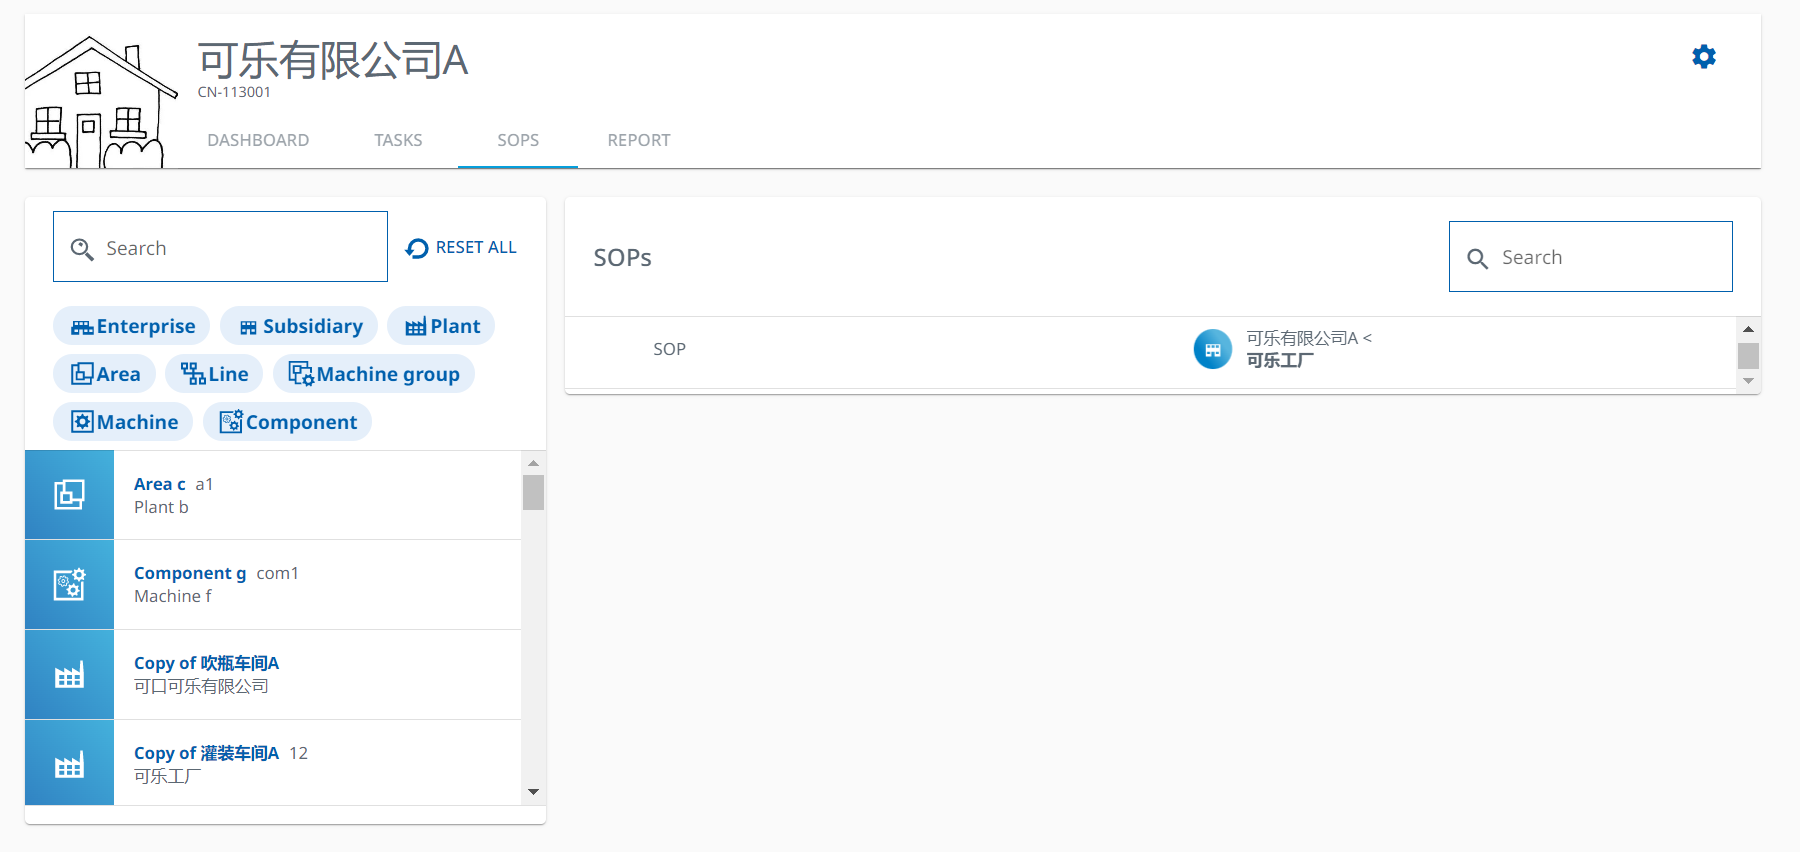 可乐有限公司A
CN-113001
DASHBOARD
TASKS
SOPS
REPORT
Search
RESET ALL
Enterprise
Subsidiary
Plant
Area
Line
Machine group
Machine
Component
Area c a1
Plant b
Component g com1
Machine f
Copy of 吹瓶车间A
可口可乐有限公司
Copy of 灌装车间A 12
可乐工厂
SOPs
Search
SOP
可乐有限公司A <
可乐工厂